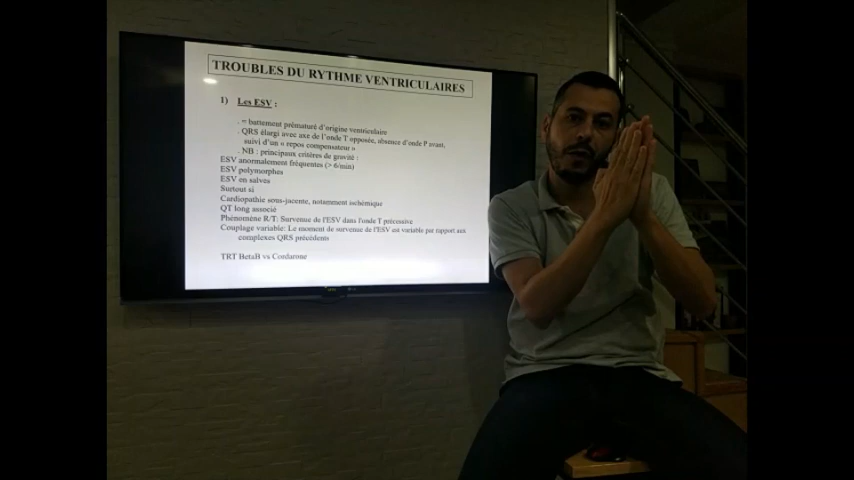 TROUBLES DU RYTHME VENTRICULAIRES
1) Les ESV :
. = battement prématuré d'origine ventriculaire
. QRS élargi avec axe de l'onde T opposée, absence d'onde P avant,
suivi d'un « repos compensateur »
. NB : principaux critères de gravité :
ESV anormalement fréquentes (> 6/min)
ESV polymorphes
ESV en salves
Surtout si
Cardiopathie sous-jacente, notamment ischémique
QT long associé
Phénomène R/T: Survenue de l'ESV dans l'onde T précessive
Couplage variable: Le moment de survenue de l'ESV est variable par rapport aux
complexes QRS précédents
TRT BetaB vs Cordarone